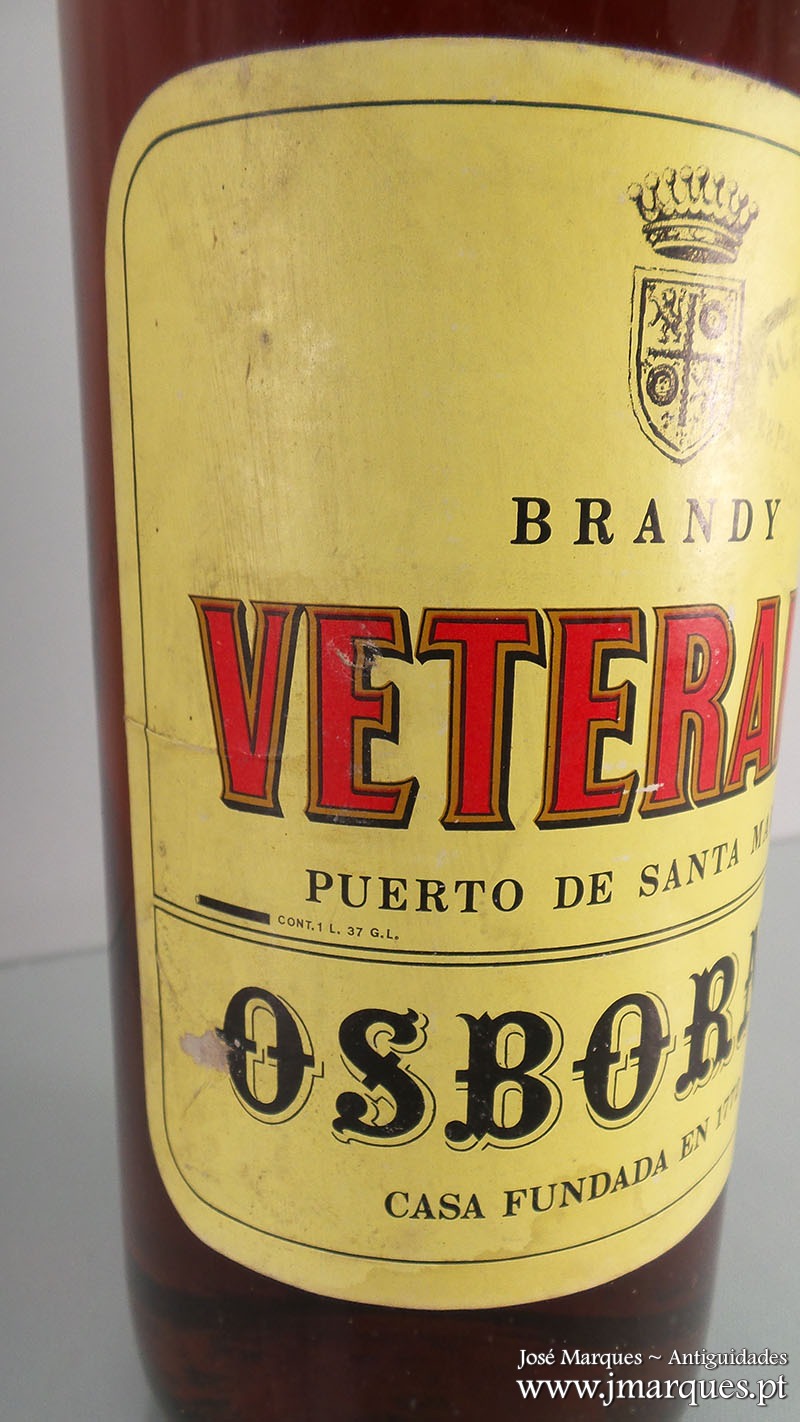 BRANDY
VETERA
PUERTO DE SANTA MA
CONT. 1 L. 37 G.L.
OSBOR
CASA FUNDADA EN 177
José Marques ~ Antiguidades
www.jmarques.pt